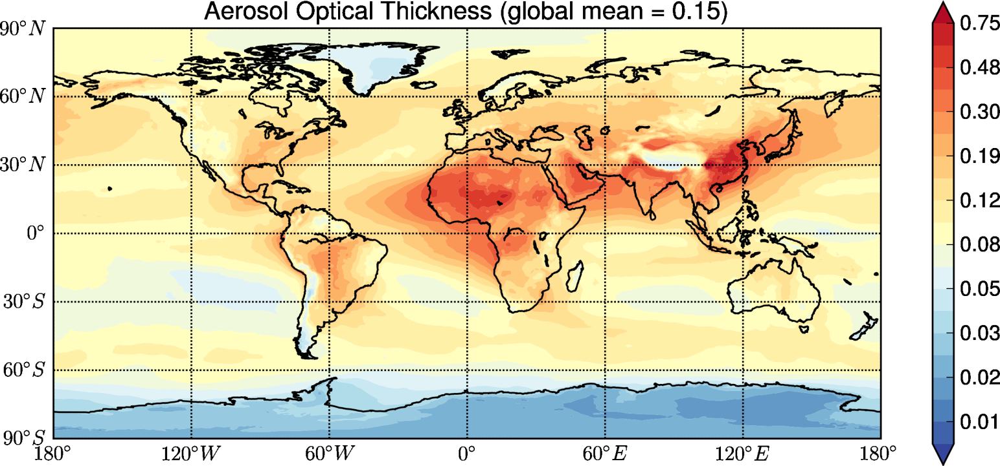 Aerosol Optical Thickness (global mean = 0.15)
90°N
60°N
30°N
0°
30°S
60°S
90°S
180° 120°W 60°W 0° 60°E 120°E 180°
0.75
0.48
0.30
0.19
0.12
0.08
0.05
0.03
0.02
0.01